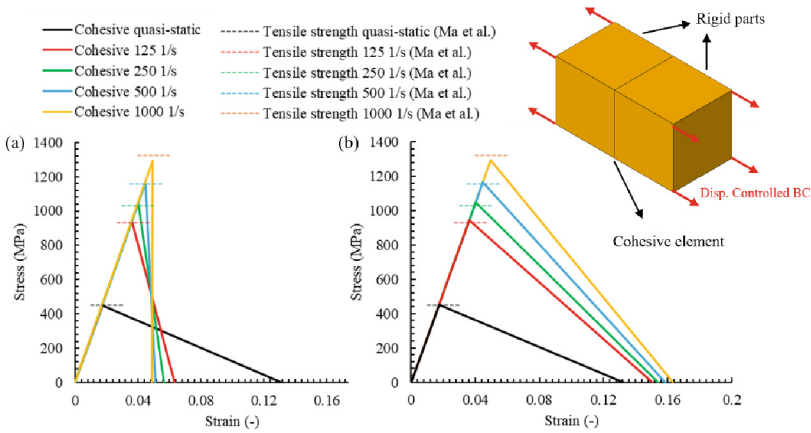 Cohesive quasi-static
Cohesive 125 1/s
Cohesive 250 1/s
Cohesive 500 1/s
Cohesive 1000 1/s
Tensile strength quasi-static (Ma et al.)
Tensile strength 125 1/s (Ma et al.)
Tensile strength 250 1/s (Ma et al.)
Tensile strength 500 1/s (Ma et al.)
Tensile strength 1000 1/s (Ma et al.)
Rigid parts
Disp. Controlled BC
Cohesive element
(a)
1400
1200
1000
800
600
400
200
0
Stress (MPa)
0
0.04
0.08
0.12
0.16
Strain (-)
(b)
1400
1200
1000
800
600
400
200
0
Stress (MPa)
0
0.04
0.08
0.12
0.16
0.2
Strain (-)